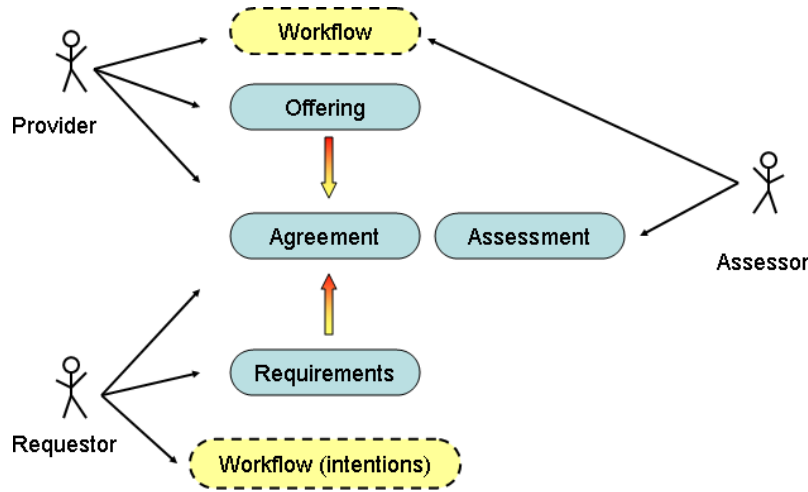 Workflow
Offering
Provider
Agreement
Assessment
Assessor
Requirements
Requestor
Workflow (intentions)